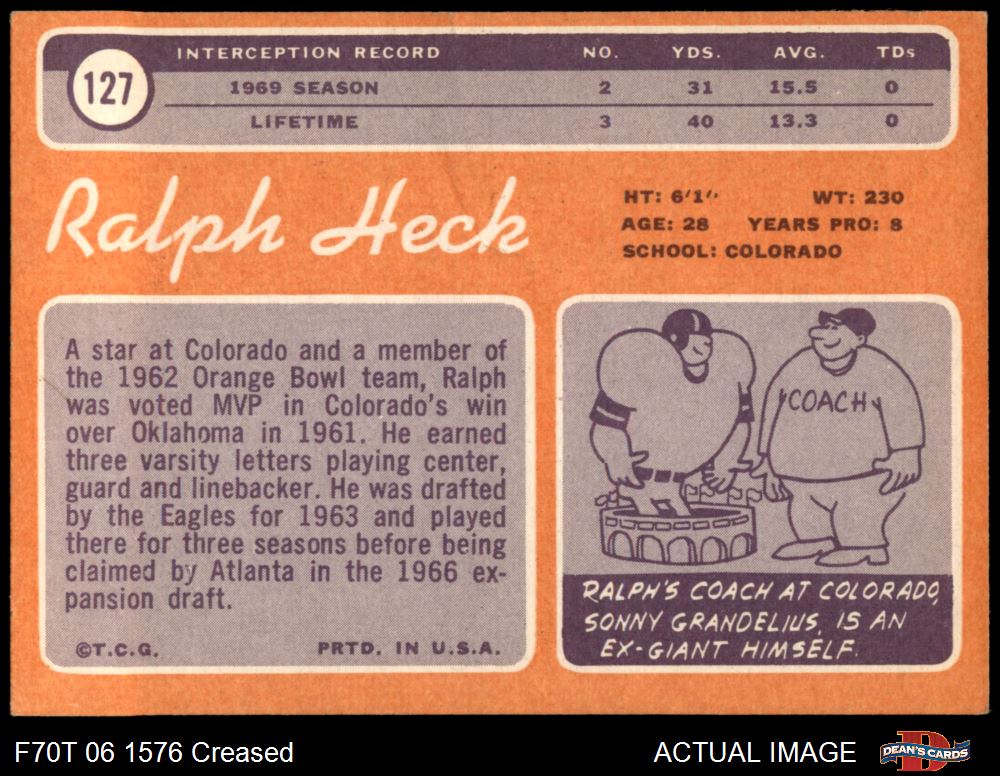 127
INTERCEPTION RECORD NO. YDS. AVG. TDs
1969 SEASON 2 31 15.5 0
LIFETIME 3 40 13.3 0
Ralph Heck
HT: 6'1" WT: 230
AGE: 28 YEARS PRO: 8
SCHOOL: COLORADO
A star at Colorado and a member of
the 1962 Orange Bowl team, Ralph
was voted MVP in Colorado's win
over Oklahoma in 1961. He earned
three varsity letters playing center,
guard and linebacker. He was drafted
by the Eagles for 1963 and played
there for three seasons before being
claimed by Atlanta in the 1966 ex-
pansion draft.
©T.C.G. PRTD. IN U.S.A.
COACH
RALPH'S COACH AT COLORADO,
SONNY GRANDELIUS, IS AN
EX-GIANT HIMSELF.
F70T 06 1576 Creased
ACTUAL IMAGE
D
DEAN'S CARDS